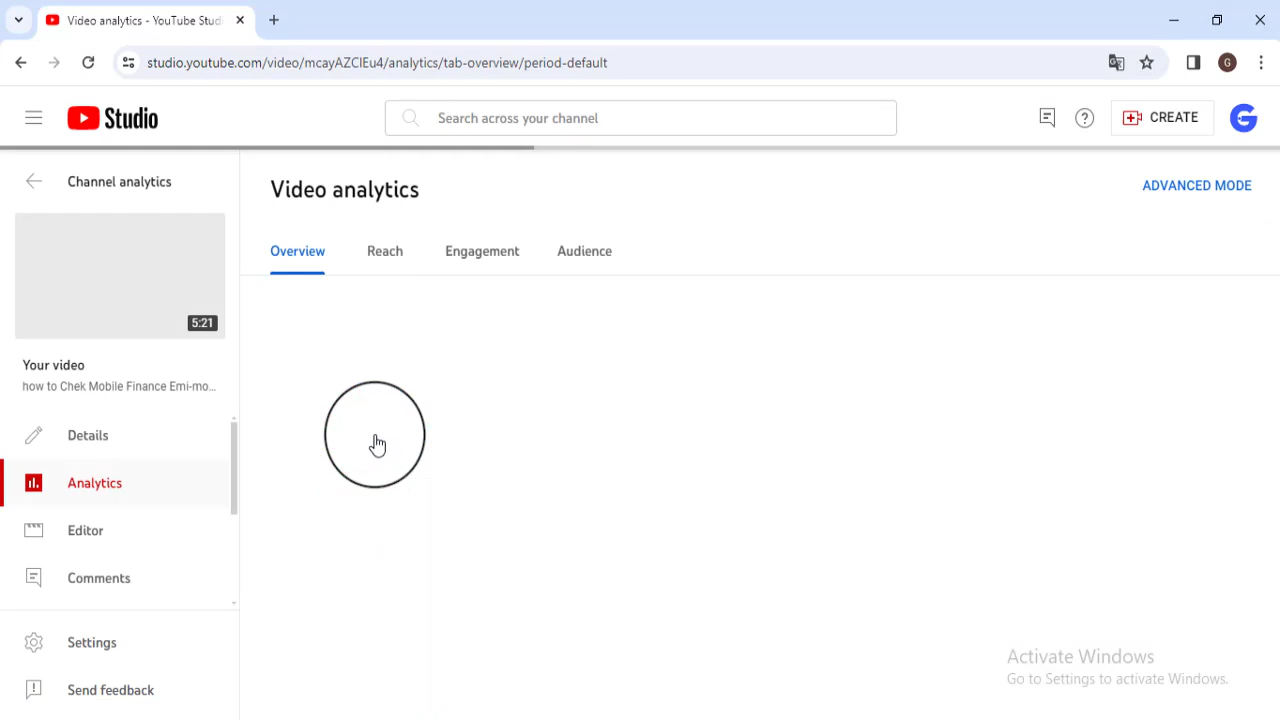 Video analytics - YouTube Studi
studio.youtube.com/video/mcayAZClEu4/analytics/tab-overview/period-default
G
Studio
Search across your channel
CREATE
Channel analytics
5:21
Your video
how to Chek Mobile Finance Emi-mo...
Details
Analytics
Editor
Comments
Settings
Send feedback
Video analytics
ADVANCED MODE
Overview
Reach
Engagement
Audience
Activate Windows
Go to Settings to activate Windows.